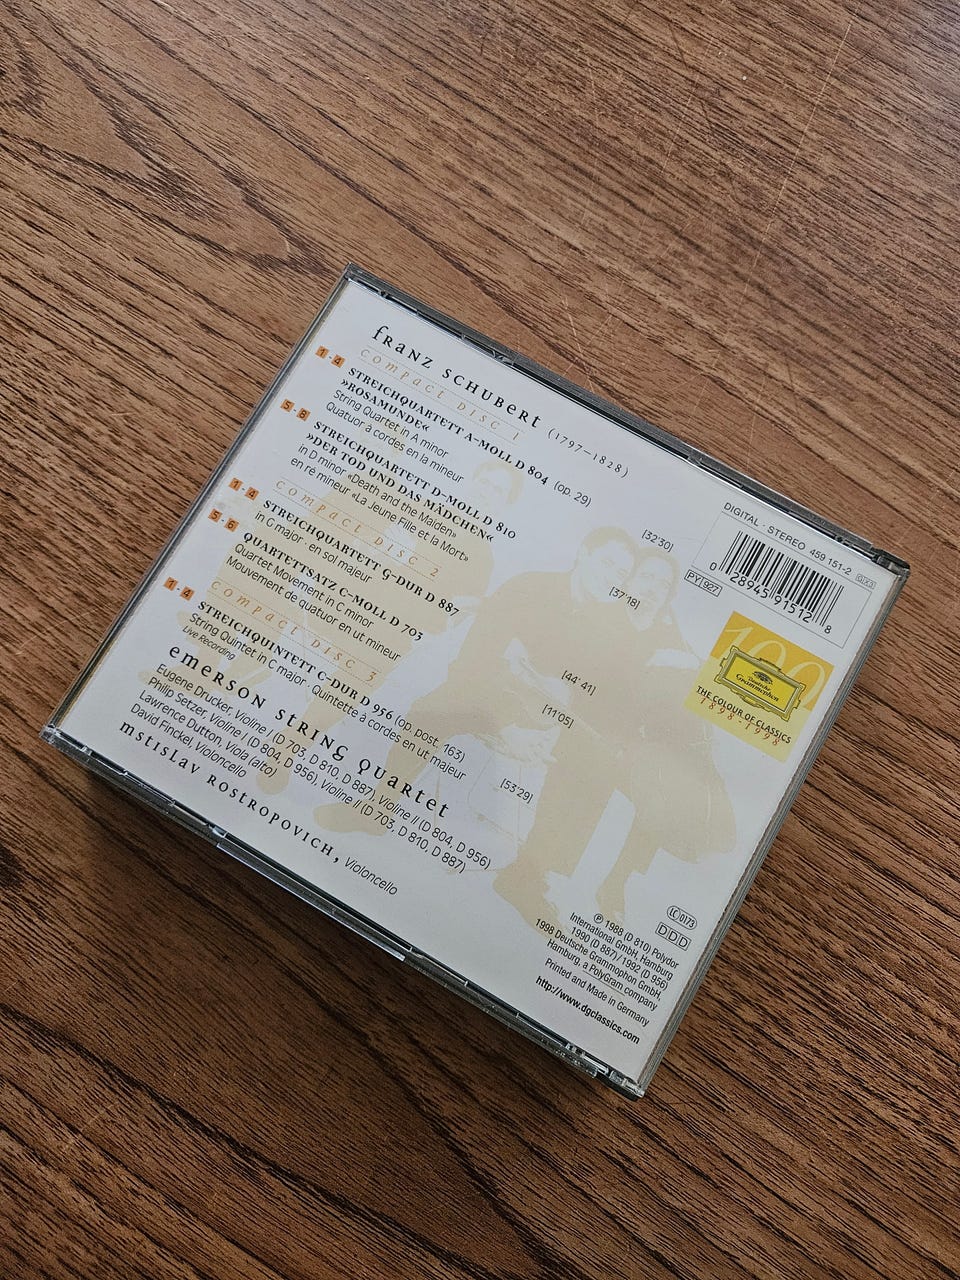 franz schubert (1797–1828)
compact disc 1
1-4 STREICHQUARTETT A-MOLL D 804 (op. 29) [32'30]
»ROSAMUNDE«
String Quartet in A minor
Quatuor à cordes en la mineur
5-8 STREICHQUARTETT D-MOLL D 810 [37'18]
»DER TOD UND DAS MÄDCHEN«
in D minor «Death and the Maiden»
en ré mineur «La Jeune Fille et la Mort»
compact disc 2
1-4 STREICHQUARTETT G-DUR D 887 [44'41]
in G major · en sol majeur
5-6 QUARTETTSATZ C-MOLL D 703 [11'05]
Quartet Movement in C minor
Mouvement de quatuor en ut mineur
compact disc 3
1-4 STREICHQUINTETT C-DUR D 956 (op. post. 163) [53'29]
String Quintet in C major · Quintette à cordes en ut majeur
Live Recording
emerson string quartet
Eugene Drucker, Violine I (D 703, D 810, D 887), Violine II (D 804, D 956)
Philip Setzer, Violine I (D 804, D 956), Violine II (D 703, D 810, D 887)
Lawrence Dutton, Viola (alto)
David Finckel, Violoncello
mstislav rostropovich, Violoncello
DIGITAL · STEREO 459 151-2 GX3
0 28945 91512 8
PY 927
100
Deutsche
Grammophon
THE COLOUR OF CLASSICS
1898-1998
LC 0173
DDD
℗ 1988 (D 810) Polydor
International GmbH, Hamburg
1990 (D 887) / 1992 (D 956)
1998 Deutsche Grammophon GmbH,
Hamburg, a PolyGram company
Printed and Made in Germany
http://www.dgclassics.com